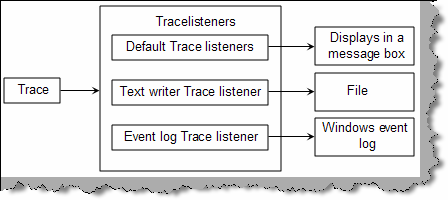 Tracelisteners
Default Trace listeners
Displays in a
message box
Trace
Text writer Trace listener
File
Event log Trace listener
Windows event
log